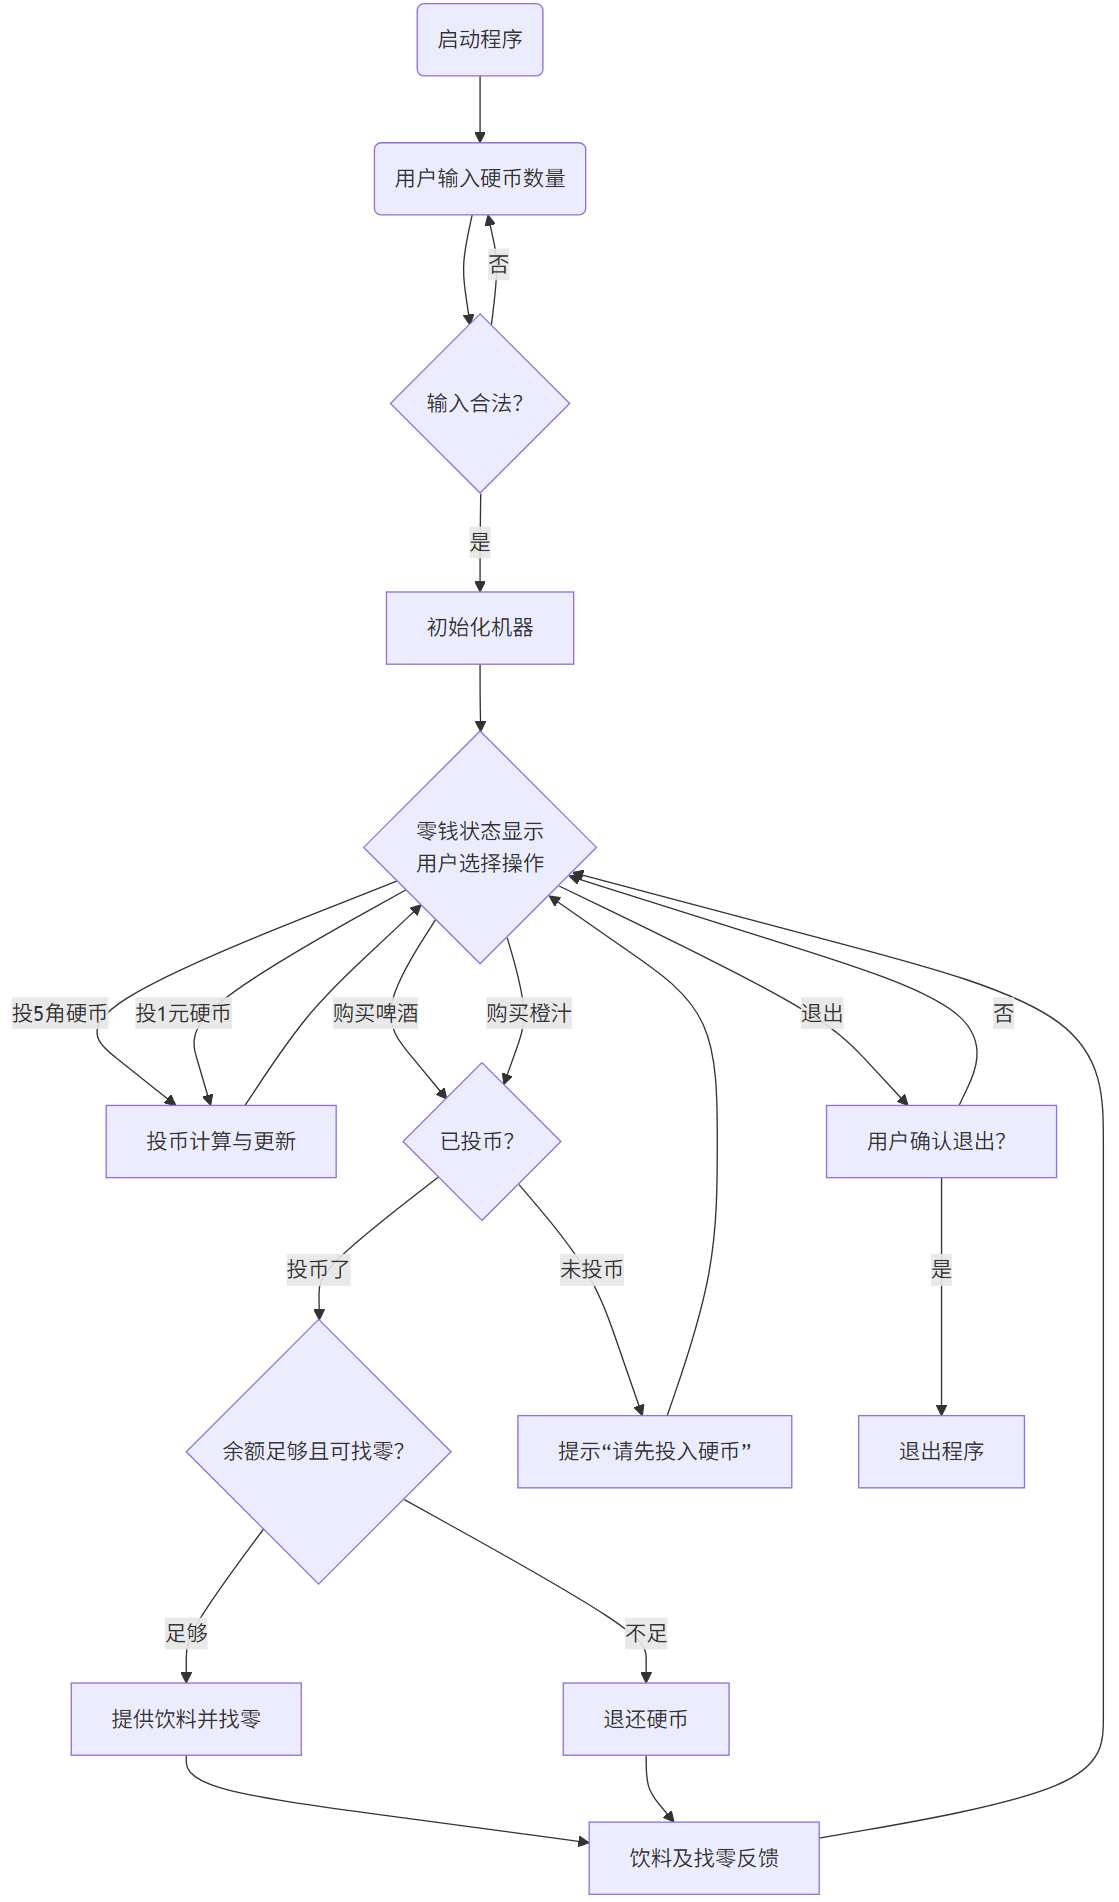 启动程序
用户输入硬币数量
否
输入合法？
是
初始化机器
零钱状态显示
用户选择操作
投5角硬币
投1元硬币
购买啤酒
购买橙汁
退出
否
投币计算与更新
已投币？
用户确认退出？
投币了
未投币
是
余额足够且可找零？
提示“请先投入硬币”
退出程序
足够
不足
提供饮料并找零
退还硬币
饮料及找零反馈